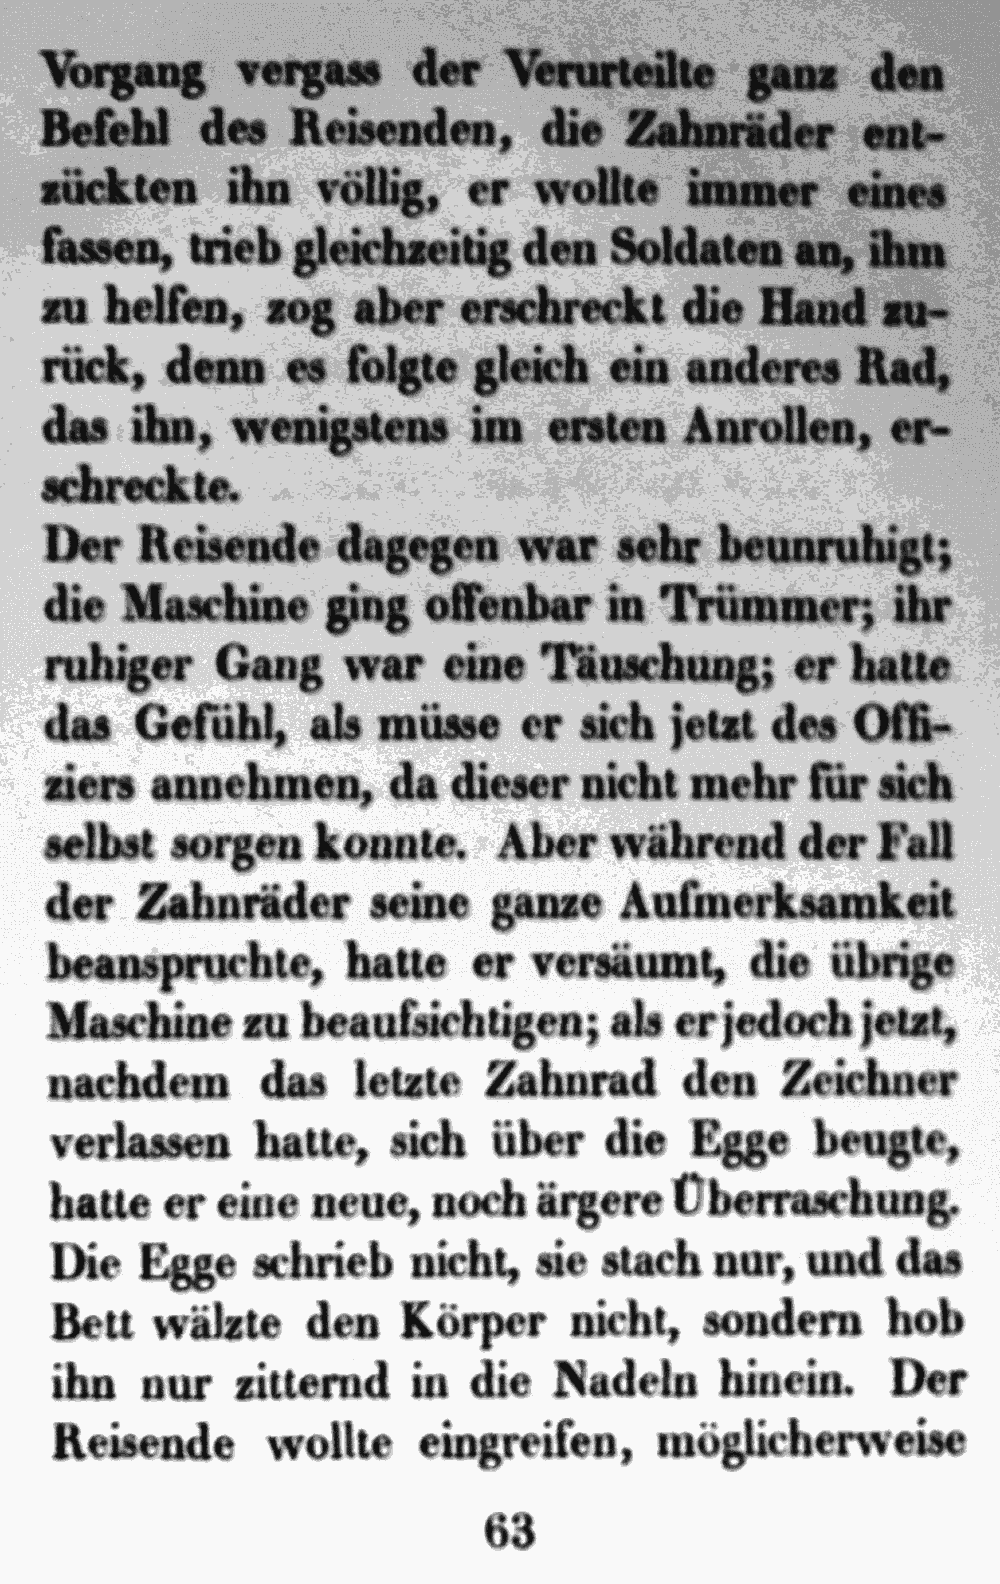 Vorgang vergass der Verurteilte ganz den
Befehl des Reisenden, die Zahnräder ent-
zückten ihn völlig, er wollte immer eines
fassen, trieb gleichzeitig den Soldaten an, ihm
zu helfen, zog aber erschreckt die Hand zu-
rück, denn es folgte gleich ein anderes Rad,
das ihn, wenigstens im ersten Anrollen, er-
schreckte.
Der Reisende dagegen war sehr beunruhigt;
die Maschine ging offenbar in Trümmer; ihr
ruhiger Gang war eine Täuschung; er hatte
das Gefühl, als müsse er sich jetzt des Offi-
ziers annehmen, da dieser nicht mehr für sich
selbst sorgen konnte. Aber während der Fall
der Zahnräder seine ganze Aufmerksamkeit
beanspruchte, hatte er versäumt, die übrige
Maschine zu beaufsichtigen; als er jedoch jetzt,
nachdem das letzte Zahnrad den Zeichner
verlassen hatte, sich über die Egge beugte,
hatte er eine neue, noch ärgere Überraschung.
Die Egge schrieb nicht, sie stach nur, und das
Bett wälzte den Körper nicht, sondern hob
ihn nur zitternd in die Nadeln hinein. Der
Reisende wollte eingreifen, möglicherweise
63